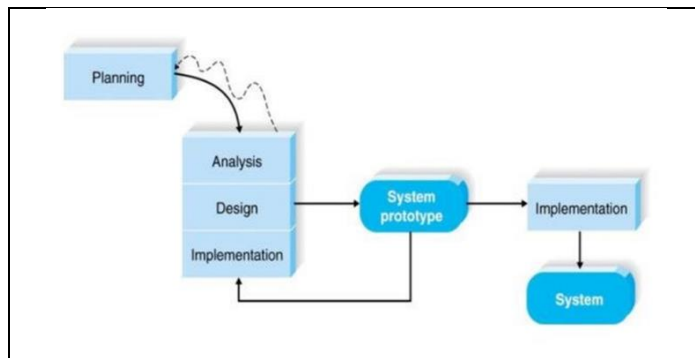 Planning
Analysis
Design
Implementation
System
prototype
Implementation
System